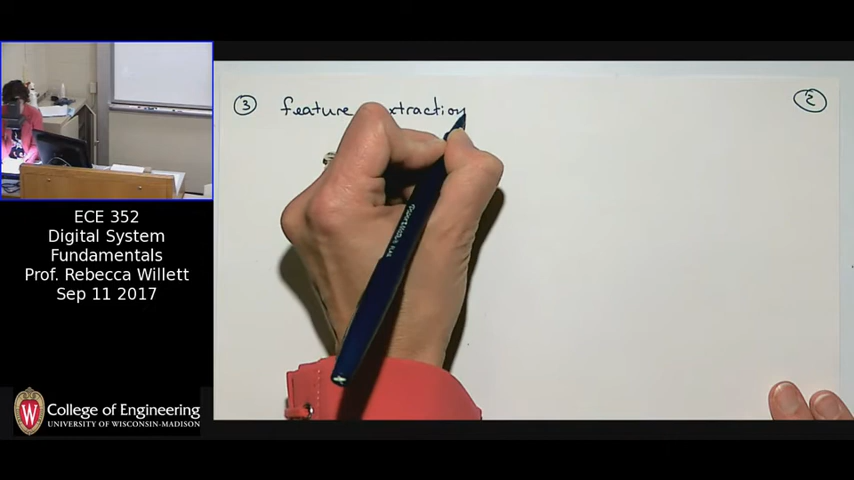 ③ feature extraction ②
ECE 352
Digital System
Fundamentals
Prof. Rebecca Willett
Sep 11 2017
W College of Engineering
UNIVERSITY OF WISCONSIN-MADISON